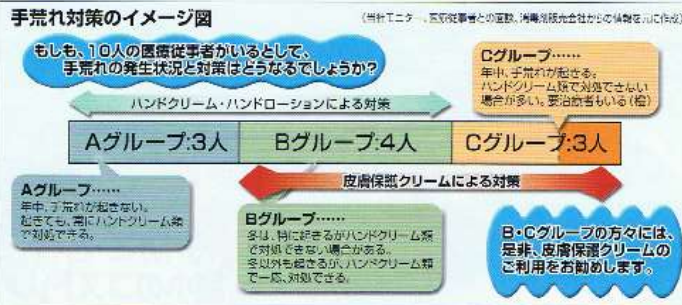 手荒れ対策のイメージ図
(当社モニター、医療従事者との面談、消毒剤販売会社からの情報を元に作成)
もしも、10人の医療従事者がいるとして、
手荒れの発生状況と対策はどうなるでしょうか?
Cグループ……
年中、手荒れが起きる。
ハンドクリーム類で対処できない
場合が多い。要治療者もいる(橙)
ハンドクリーム・ハンドローションによる対策
Aグループ:3人
Bグループ:4人
Cグループ:3人
皮膚保護クリームによる対策
Aグループ……
年中、手荒れが起きない。
起きても、常にハンドクリーム類
で対処できる。
Bグループ……
冬は、特に起きるがハンドクリーム類
で対処できない場合がある。
冬以外も起きるが、ハンドクリーム類
で一応、対処できる。
B・Cグループの方々には、
是非、皮膚保護クリームの
ご利用をお勧めします。